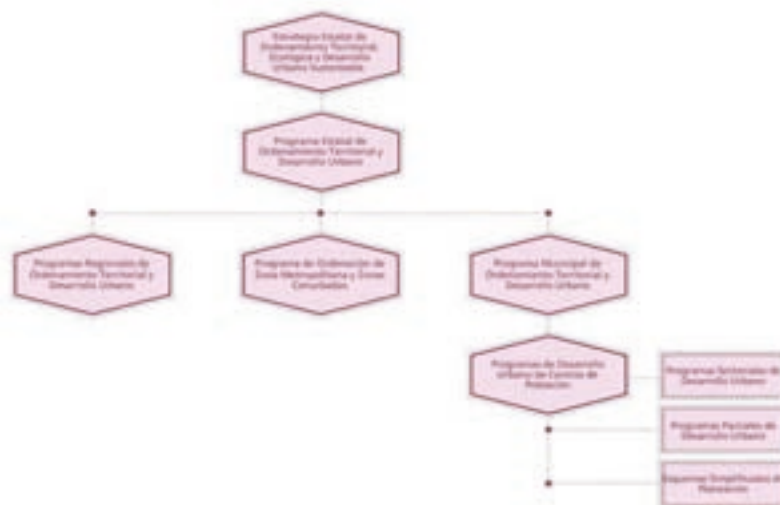 Estrategia Estatal de
Ordenamiento Territorial,
Ecológico y Desarrollo
Urbano Sustentable
Programa Estatal de
Ordenamiento Territorial y
Desarrollo Urbano
Programas Regionales de
Ordenamiento Territorial y
Desarrollo Urbano
Programa de Ordenación de
Zona Metropolitana y Zonas
Conurbadas
Programa Municipal de
Ordenamiento Territorial y
Desarrollo Urbano
Programas de Desarrollo
Urbano de Centros de
Población
Programas Sectoriales de
Desarrollo Urbano
Programas Parciales de
Desarrollo Urbano
Esquemas Simplificados de
Planeación